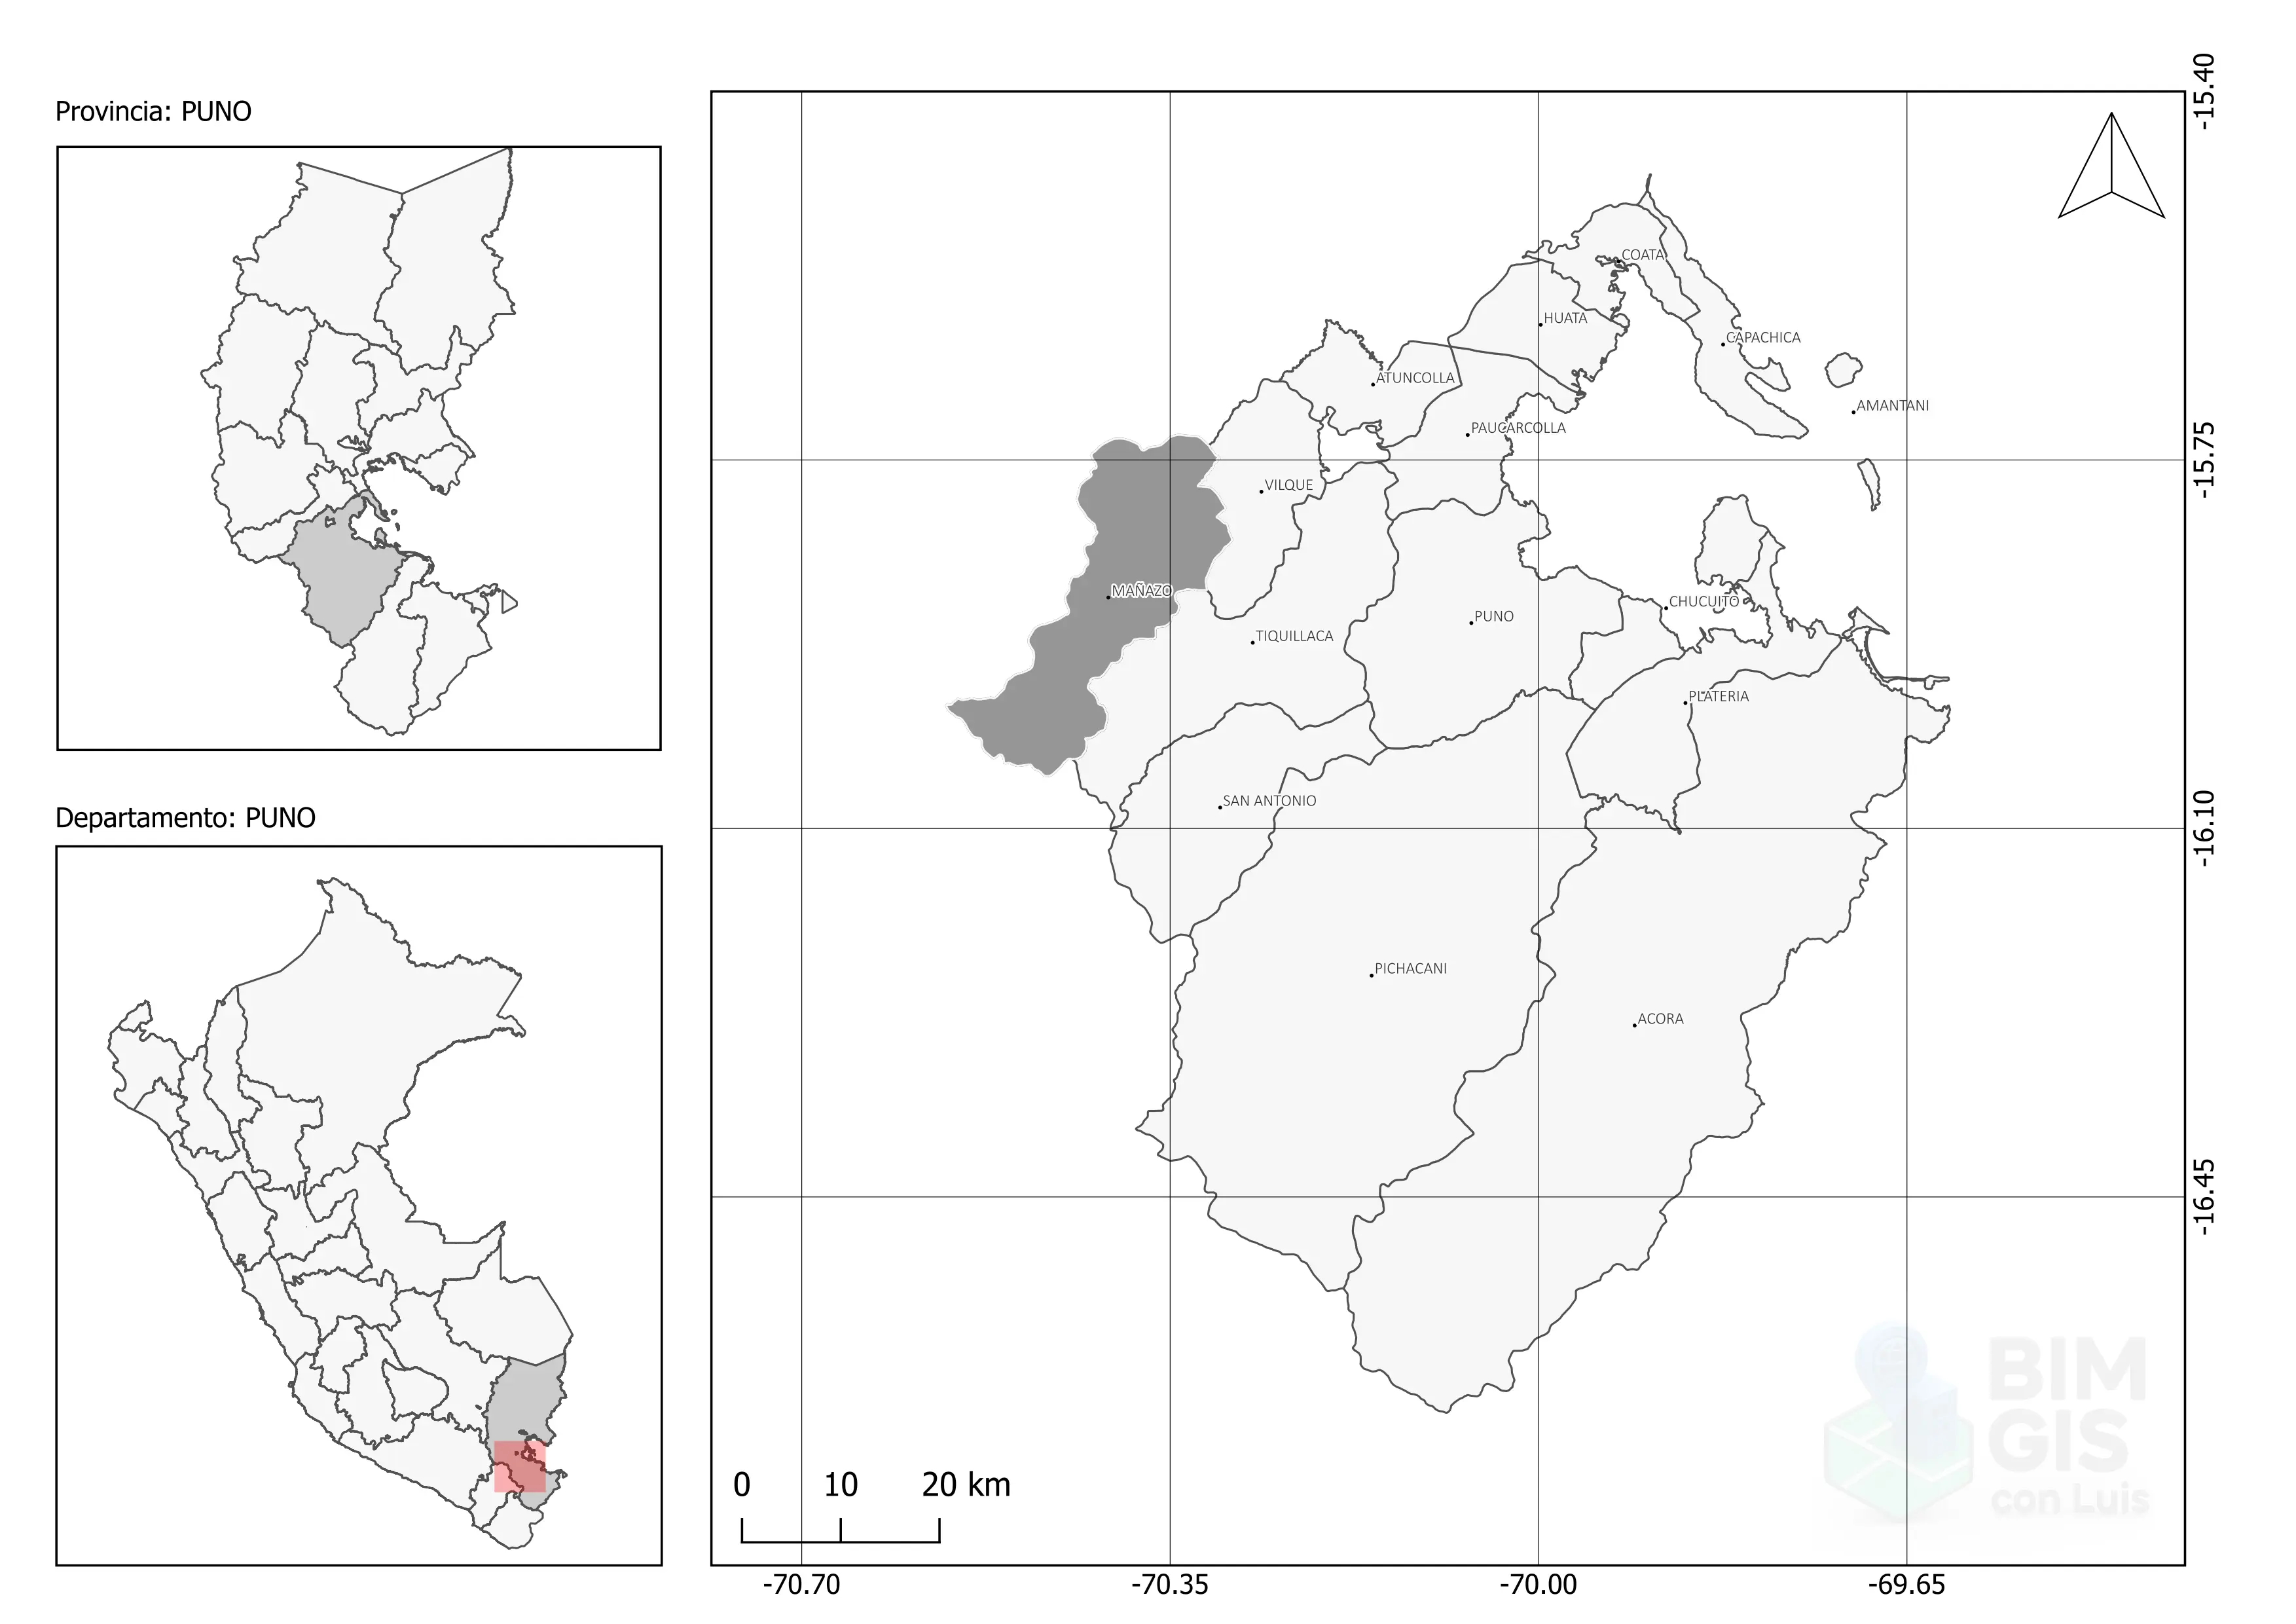 Provincia: PUNO
Departamento: PUNO
-15.40
-15.75
-16.10
-16.45
COATA
HUATA
CAPACHICA
ATUNCOLLA
AMANTANI
PAUCARCOLLA
VILQUE
MAÑAZO
CHUCUITO
PUNO
TIQUILLACA
PLATERIA
SAN ANTONIO
PICHACANI
ACORA
BIM
GIS
con Luis
0 10 20 km
-70.70 -70.35 -70.00 -69.65